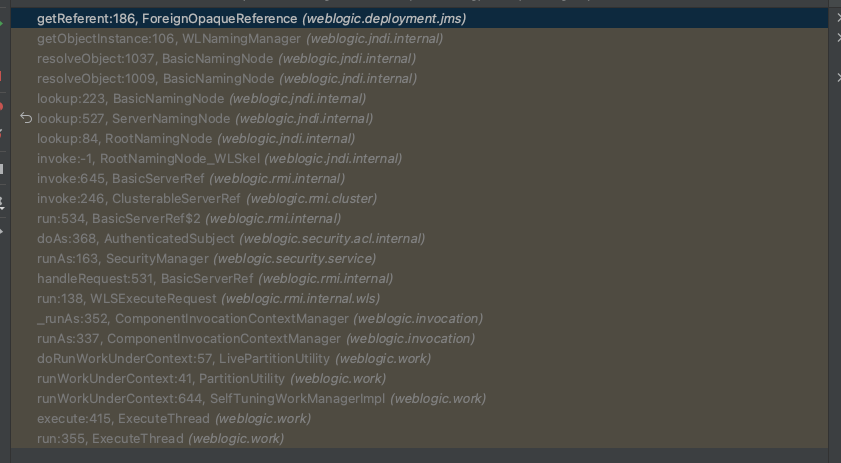 getReferent:186, ForeignOpaqueReference (weblogic.deployment.jms)
getObjectInstance:106, WLNamingManager (weblogic.jndi.internal)
resolveObject:1037, BasicNamingNode (weblogic.jndi.internal)
resolveObject:1009, BasicNamingNode (weblogic.jndi.internal)
lookup:223, BasicNamingNode (weblogic.jndi.internal)
lookup:527, ServerNamingNode (weblogic.jndi.internal)
lookup:84, RootNamingNode (weblogic.jndi.internal)
invoke:-1, RootNamingNode_WLSkel (weblogic.jndi.internal)
invoke:645, BasicServerRef (weblogic.rmi.internal)
invoke:246, ClusterableServerRef (weblogic.rmi.cluster)
run:534, BasicServerRef$2 (weblogic.rmi.internal)
doAs:368, AuthenticatedSubject (weblogic.security.acl.internal)
runAs:163, SecurityManager (weblogic.security.service)
handleRequest:531, BasicServerRef (weblogic.rmi.internal)
run:138, WLSExecuteRequest (weblogic.rmi.internal.wls)
_runAs:352, ComponentInvocationContextManager (weblogic.invocation)
runAs:337, ComponentInvocationContextManager (weblogic.invocation)
doRunWorkUnderContext:57, LivePartitionUtility (weblogic.work)
runWorkUnderContext:41, PartitionUtility (weblogic.work)
runWorkUnderContext:644, SelfTuningWorkManagerImpl (weblogic.work)
execute:415, ExecuteThread (weblogic.work)
run:355, ExecuteThread (weblogic.work)